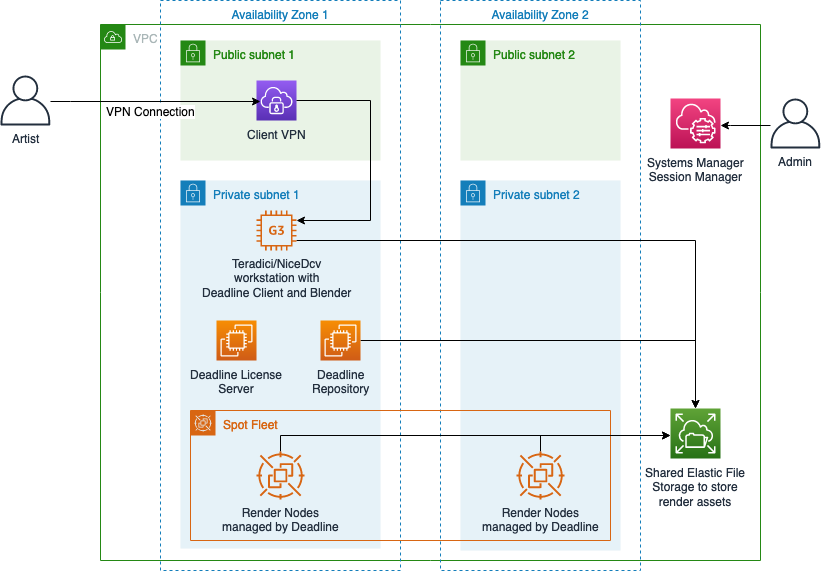 Availability Zone 1
Availability Zone 2
VPC
Public subnet 1
Public subnet 2
VPN Connection
Client VPN
Artist
Systems Manager
Session Manager
Admin
Private subnet 1
Private subnet 2
G3
Teradici/NiceDcv
workstation with
Deadline Client and Blender
Deadline License
Server
Deadline
Repository
Spot Fleet
Render Nodes
managed by Deadline
Render Nodes
managed by Deadline
Shared Elastic File
Storage to store
render assets